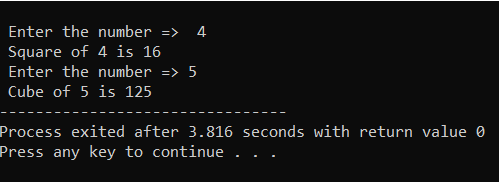 Enter the number =>  4
Square of 4 is 16
Enter the number => 5
Cube of 5 is 125
--------------------------------
Process exited after 3.816 seconds with return value 0
Press any key to continue . . .